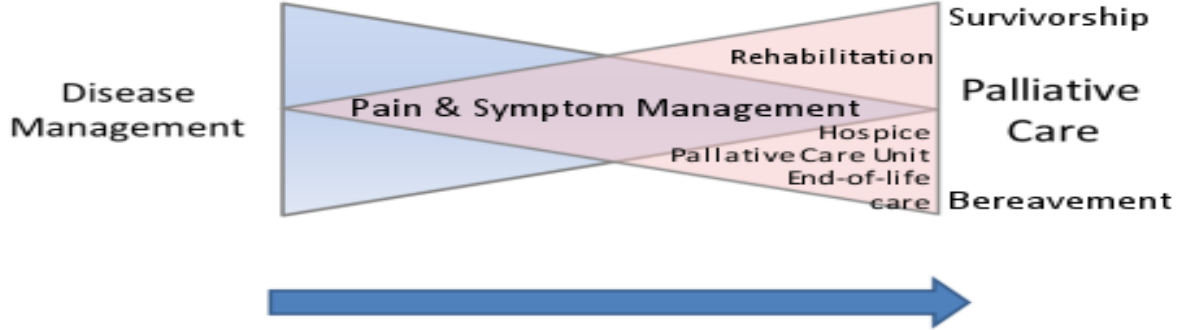 Disease
Management
Pain & Symptom Management
Rehabilitation
Hospice
Pallative Care Unit
End-of-life
care
Survivorship
Palliative
Care
Bereavement